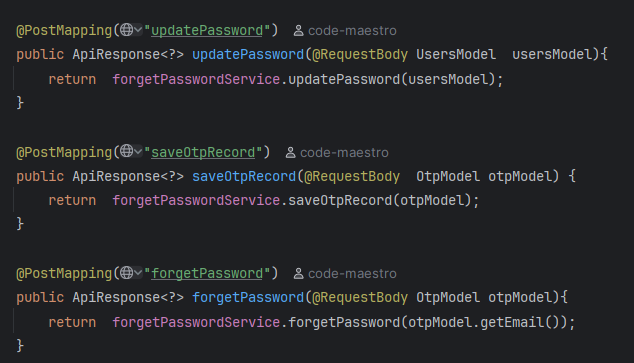 @PostMapping("updatePassword") code-maestro
public ApiResponse<?> updatePassword(@RequestBody UsersModel  usersModel){
    return  forgetPasswordService.updatePassword(usersModel);
}
@PostMapping("saveOtpRecord") code-maestro
public ApiResponse<?> saveOtpRecord(@RequestBody  OtpModel otpModel) {
    return  forgetPasswordService.saveOtpRecord(otpModel);
}
@PostMapping("forgetPassword") code-maestro
public ApiResponse<?> forgetPassword(@RequestBody OtpModel otpModel){
    return  forgetPasswordService.forgetPassword(otpModel.getEmail());
}